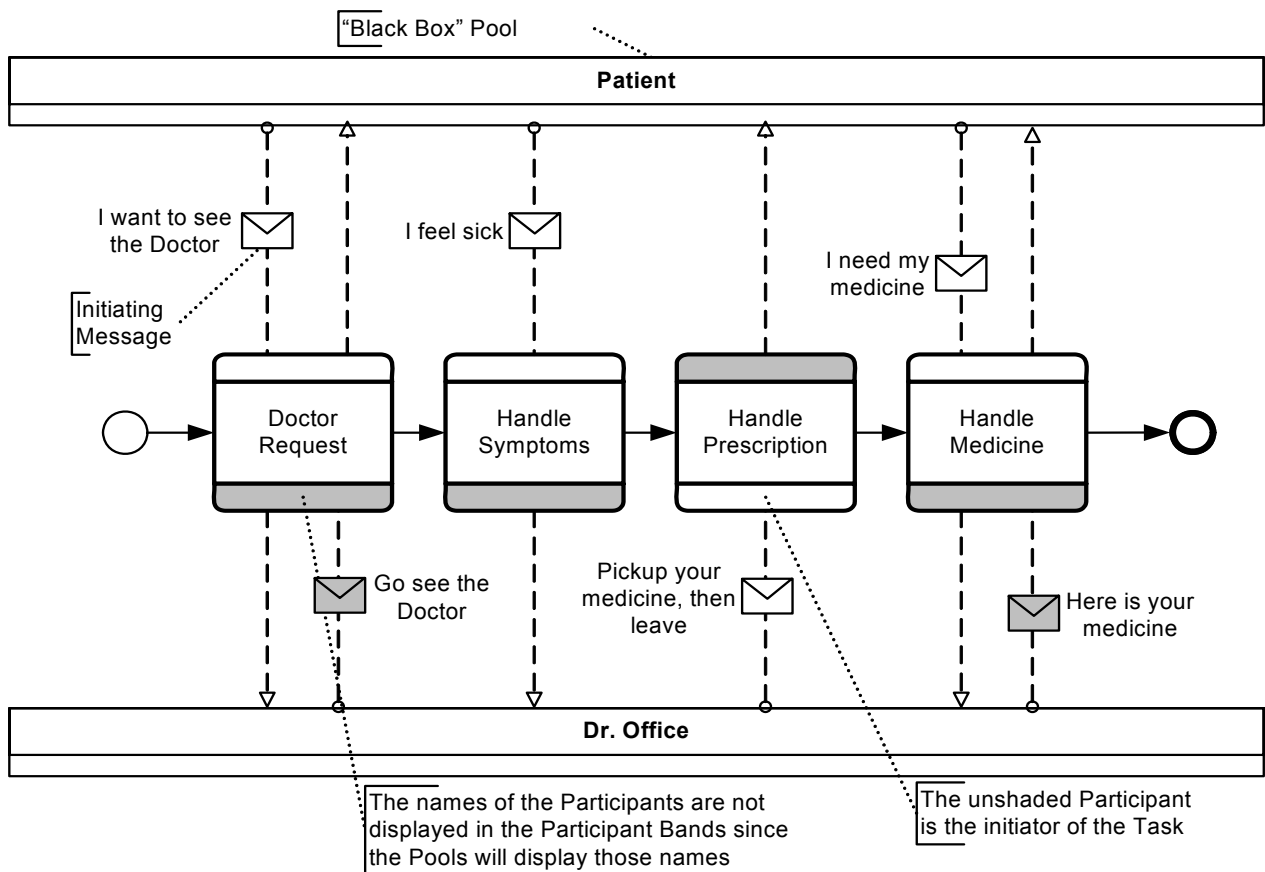 “Black Box” Pool
Patient
I want to see
the Doctor
I feel sick
I need my
medicine
Initiating
Message
Doctor
Request
Handle
Symptoms
Handle
Prescription
Handle
Medicine
Go see the
Doctor
Pickup your
medicine, then
leave
Here is your
medicine
Dr. Office
The names of the Participants are not
displayed in the Participant Bands since
the Pools will display those names
The unshaded Participant
is the initiator of the Task